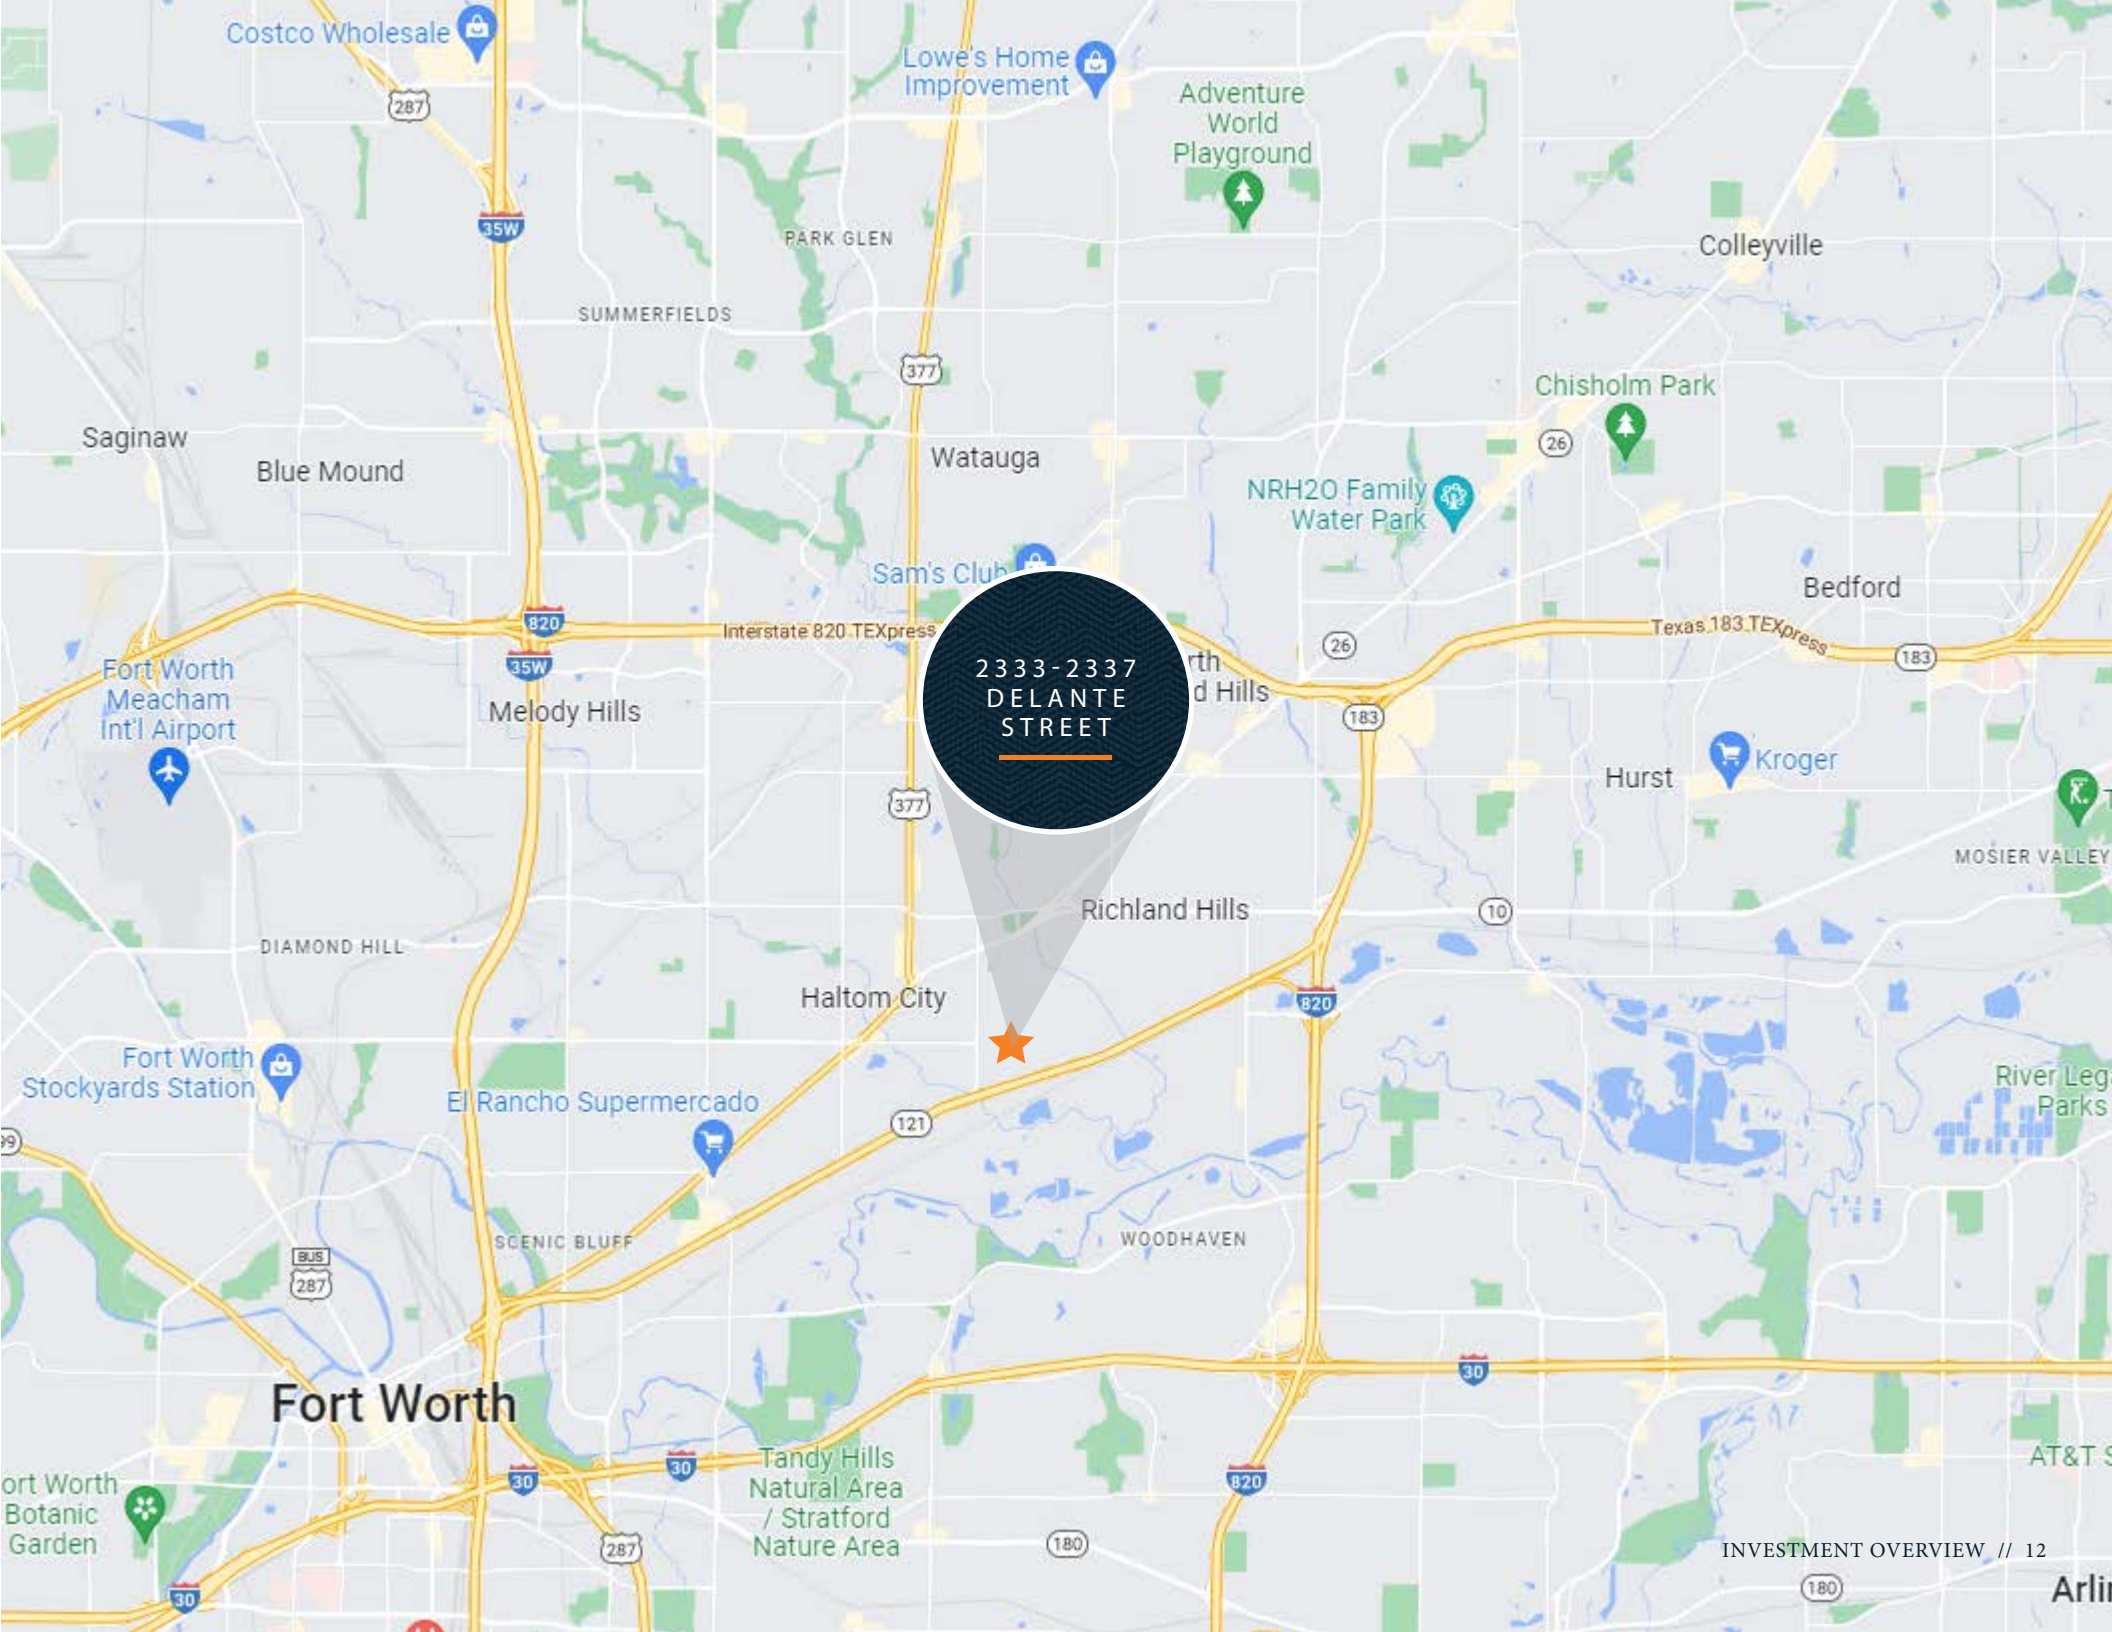 Costco Wholesale
287
Lowe's Home
Improvement
Adventure
World
Playground
35W
PARK GLEN
Colleyville
SUMMERFIELDS
377
Chisholm Park
Saginaw
Blue Mound
Watauga
26
NRH2O Family
Water Park
Sam's Club
Bedford
820
Interstate 820 TEXpress
Texas 183 TEXpress
26
183
35W
Fort Worth
Meacham
Int'l Airport
Melody Hills
2333-2337
DELANTE
STREET
rth
d Hills
183
377
Hurst
Kroger
T
MOSIER VALLEY
Richland Hills
10
DIAMOND HILL
Haltom City
820
Fort Worth
Stockyards Station
El Rancho Supermercado
121
River Lega
Parks
99
SCENIC BLUFF
WOODHAVEN
BUS
287
30
Fort Worth
30
30
820
Tandy Hills
Natural Area
/ Stratford
Nature Area
AT&T S
ort Worth
Botanic
Garden
287
180
INVESTMENT OVERVIEW // 12
30
180
Arlin